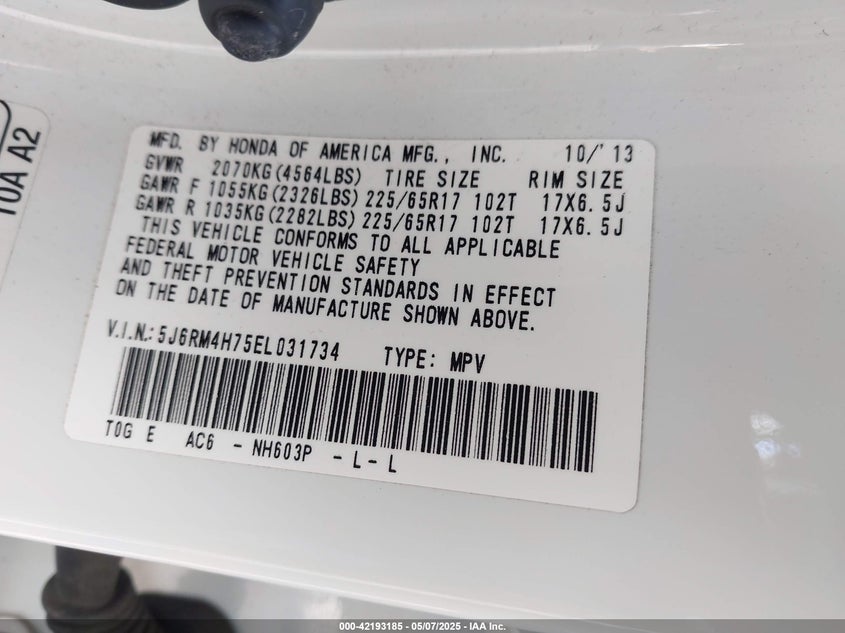 T0A A2
MFD. BY HONDA OF AMERICA MFG., INC. 10/'13
GVWR 2070KG(4564LBS) TIRE SIZE RIM SIZE
GAWR F 1055KG(2326LBS) 225/65R17 102T 17X6.5J
GAWR R 1035KG(2282LBS) 225/65R17 102T 17X6.5J
THIS VEHICLE CONFORMS TO ALL APPLICABLE
FEDERAL MOTOR VEHICLE SAFETY
AND THEFT PREVENTION STANDARDS IN EFFECT
ON THE DATE OF MANUFACTURE SHOWN ABOVE.
V.I.N.:5J6RM4H75EL031734 TYPE: MPV
T0G E AC6 - NH603P - L- L
000-42193185 - 05/07/2025 - IAA Inc.